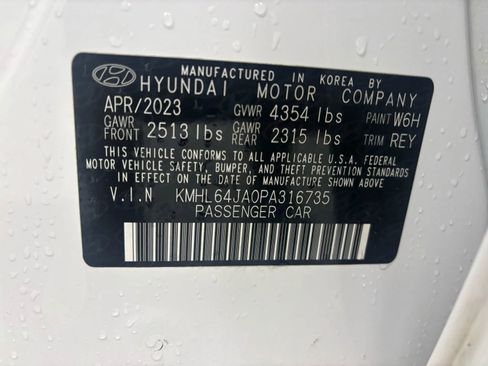 MANUFACTURED IN KOREA BY
HYUNDAI MOTOR COMPANY
APR/2023 GVWR 4354 lbs PAINT W6H
GAWR FRONT 2513 lbs GAWR REAR 2315 lbs TRIM REY
THIS VEHICLE CONFORMS TO ALL APPLICABLE U.S.A. FEDERAL
MOTOR VEHICLE SAFETY, BUMPER, AND THEFT PREVENTION STANDARDS
IN EFFECT ON THE DATE OF MANUFACTURE SHOWN ABOVE.
V.I.N KMHL64JA0PA316735
PASSENGER CAR